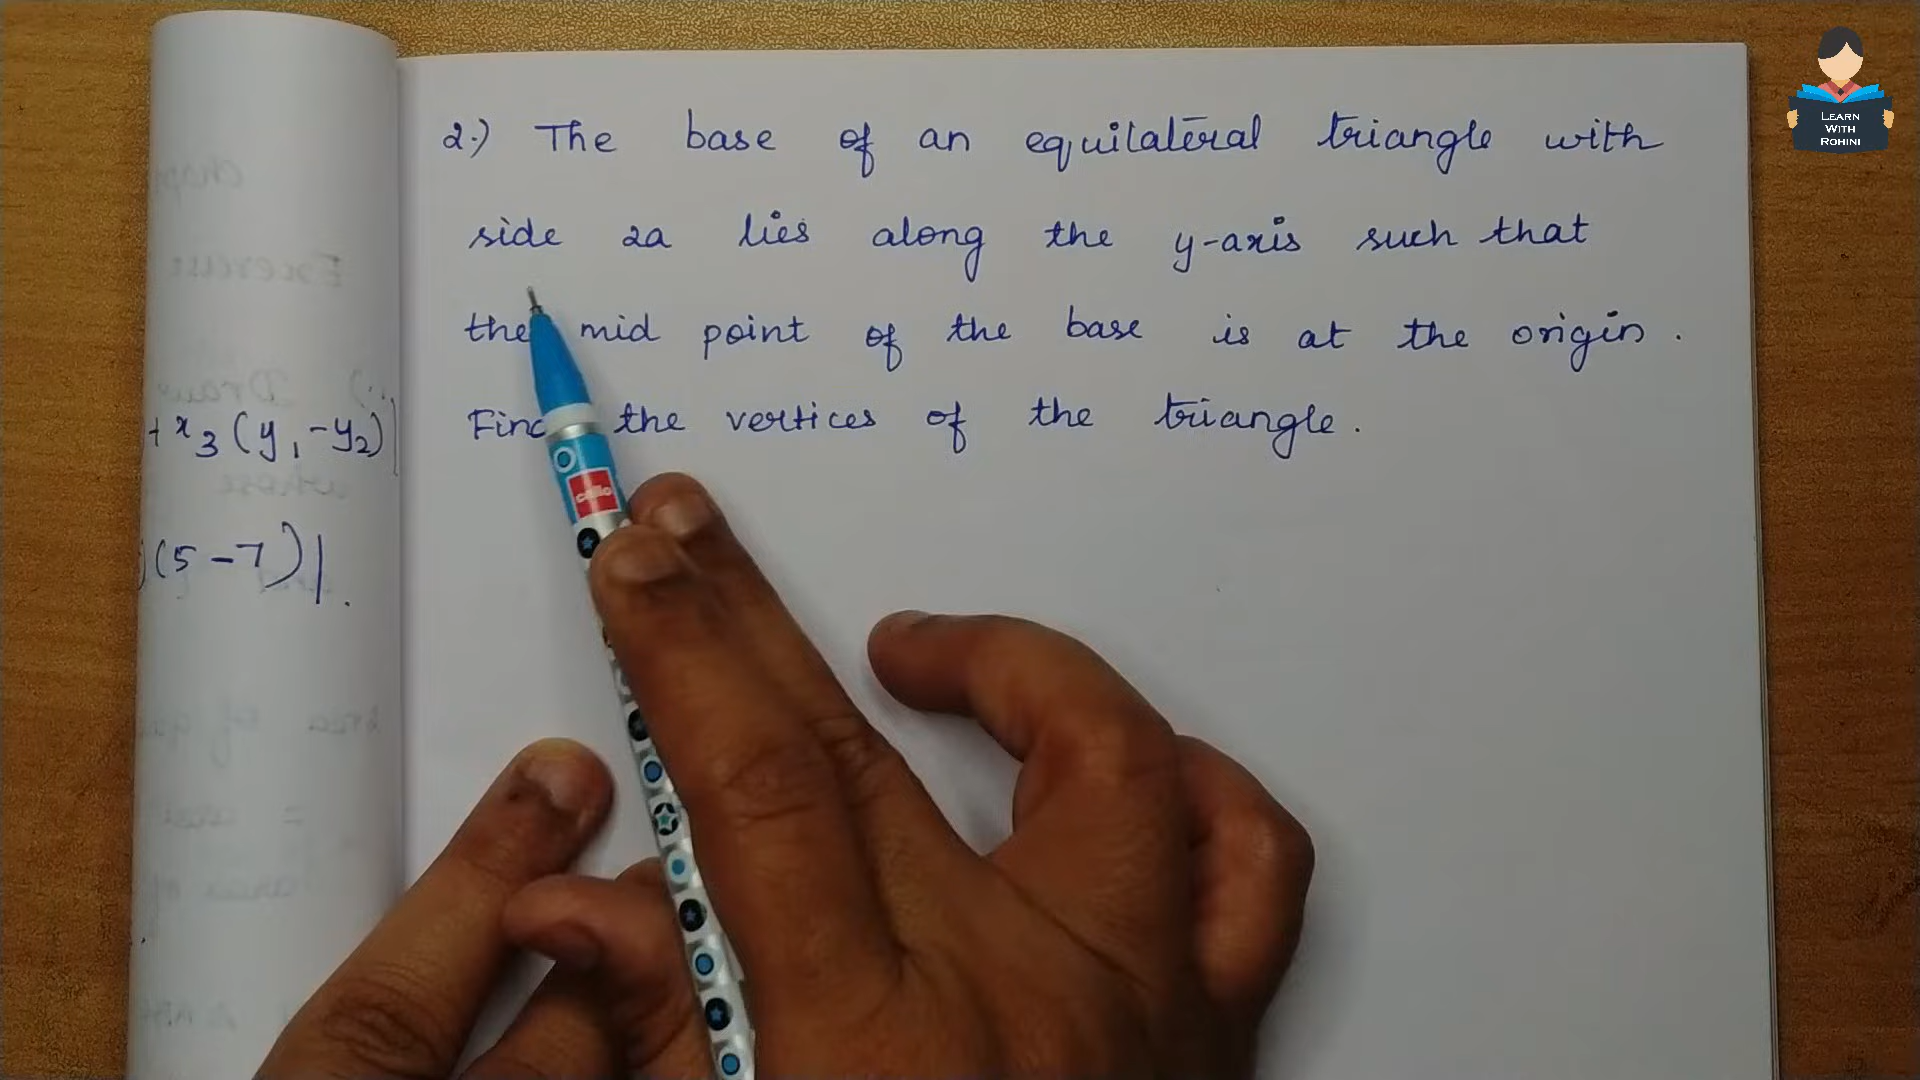 2.) The base of an equilateral triangle with
side 2a lies along the y-axis such that
the mid point of the base is at the origin.
Find the vertices of the triangle.
+ x₃(y₁-y₂)|
)(5-7)|.
LEARN
WITH
ROHINI
cello